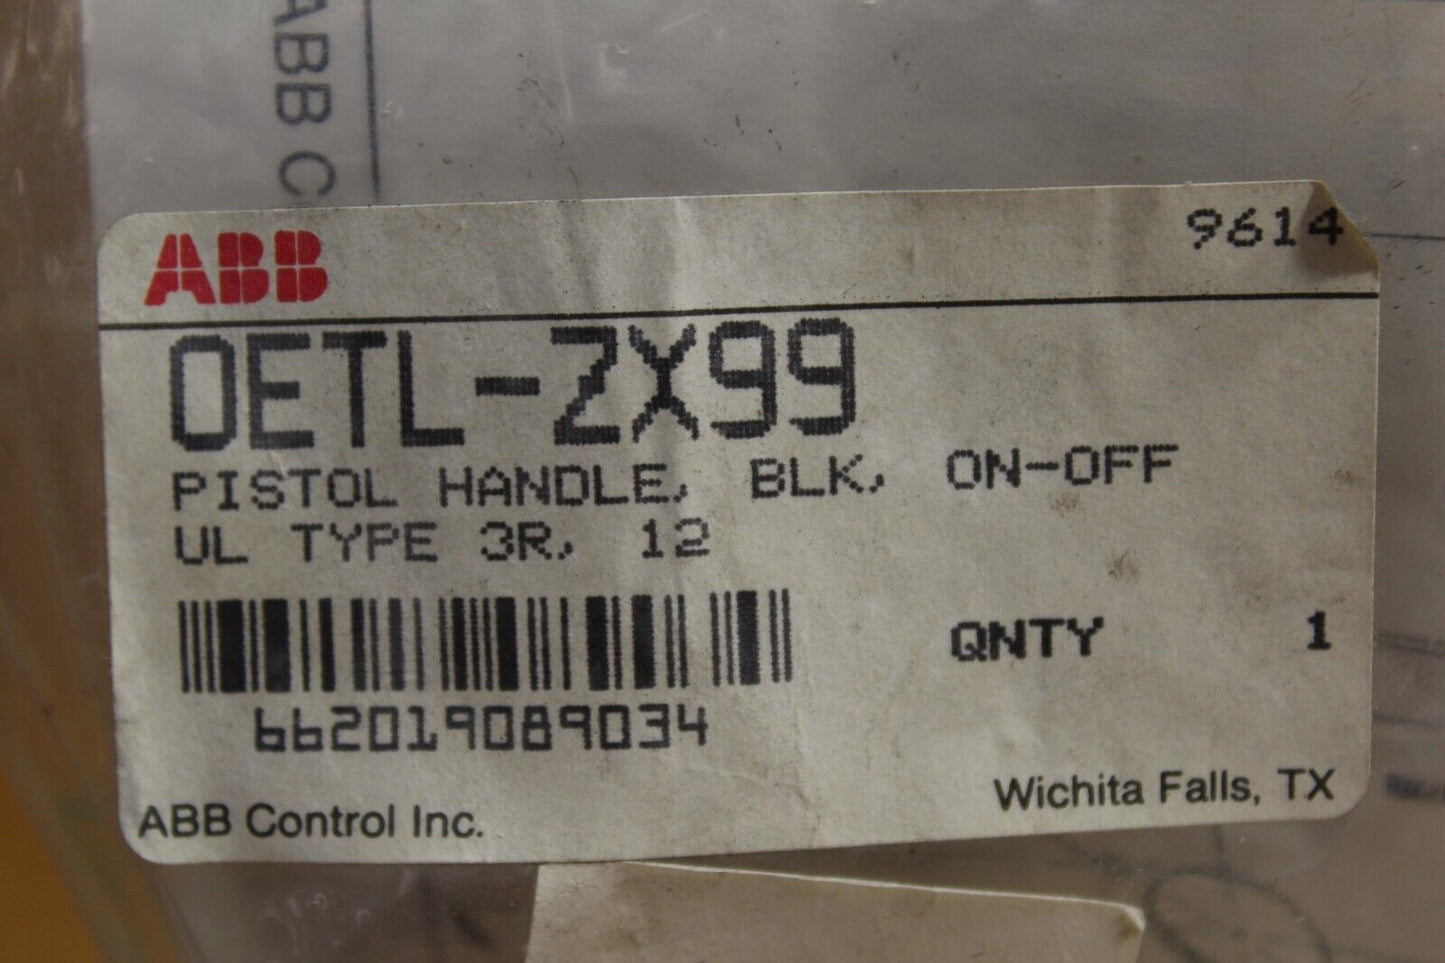 ABB C
ABB
9614
OETL-ZX99
PISTOL HANDLE, BLK, ON-OFF
UL TYPE 3R, 12
QNTY 1
662019089034
Wichita Falls, TX
ABB Control Inc.